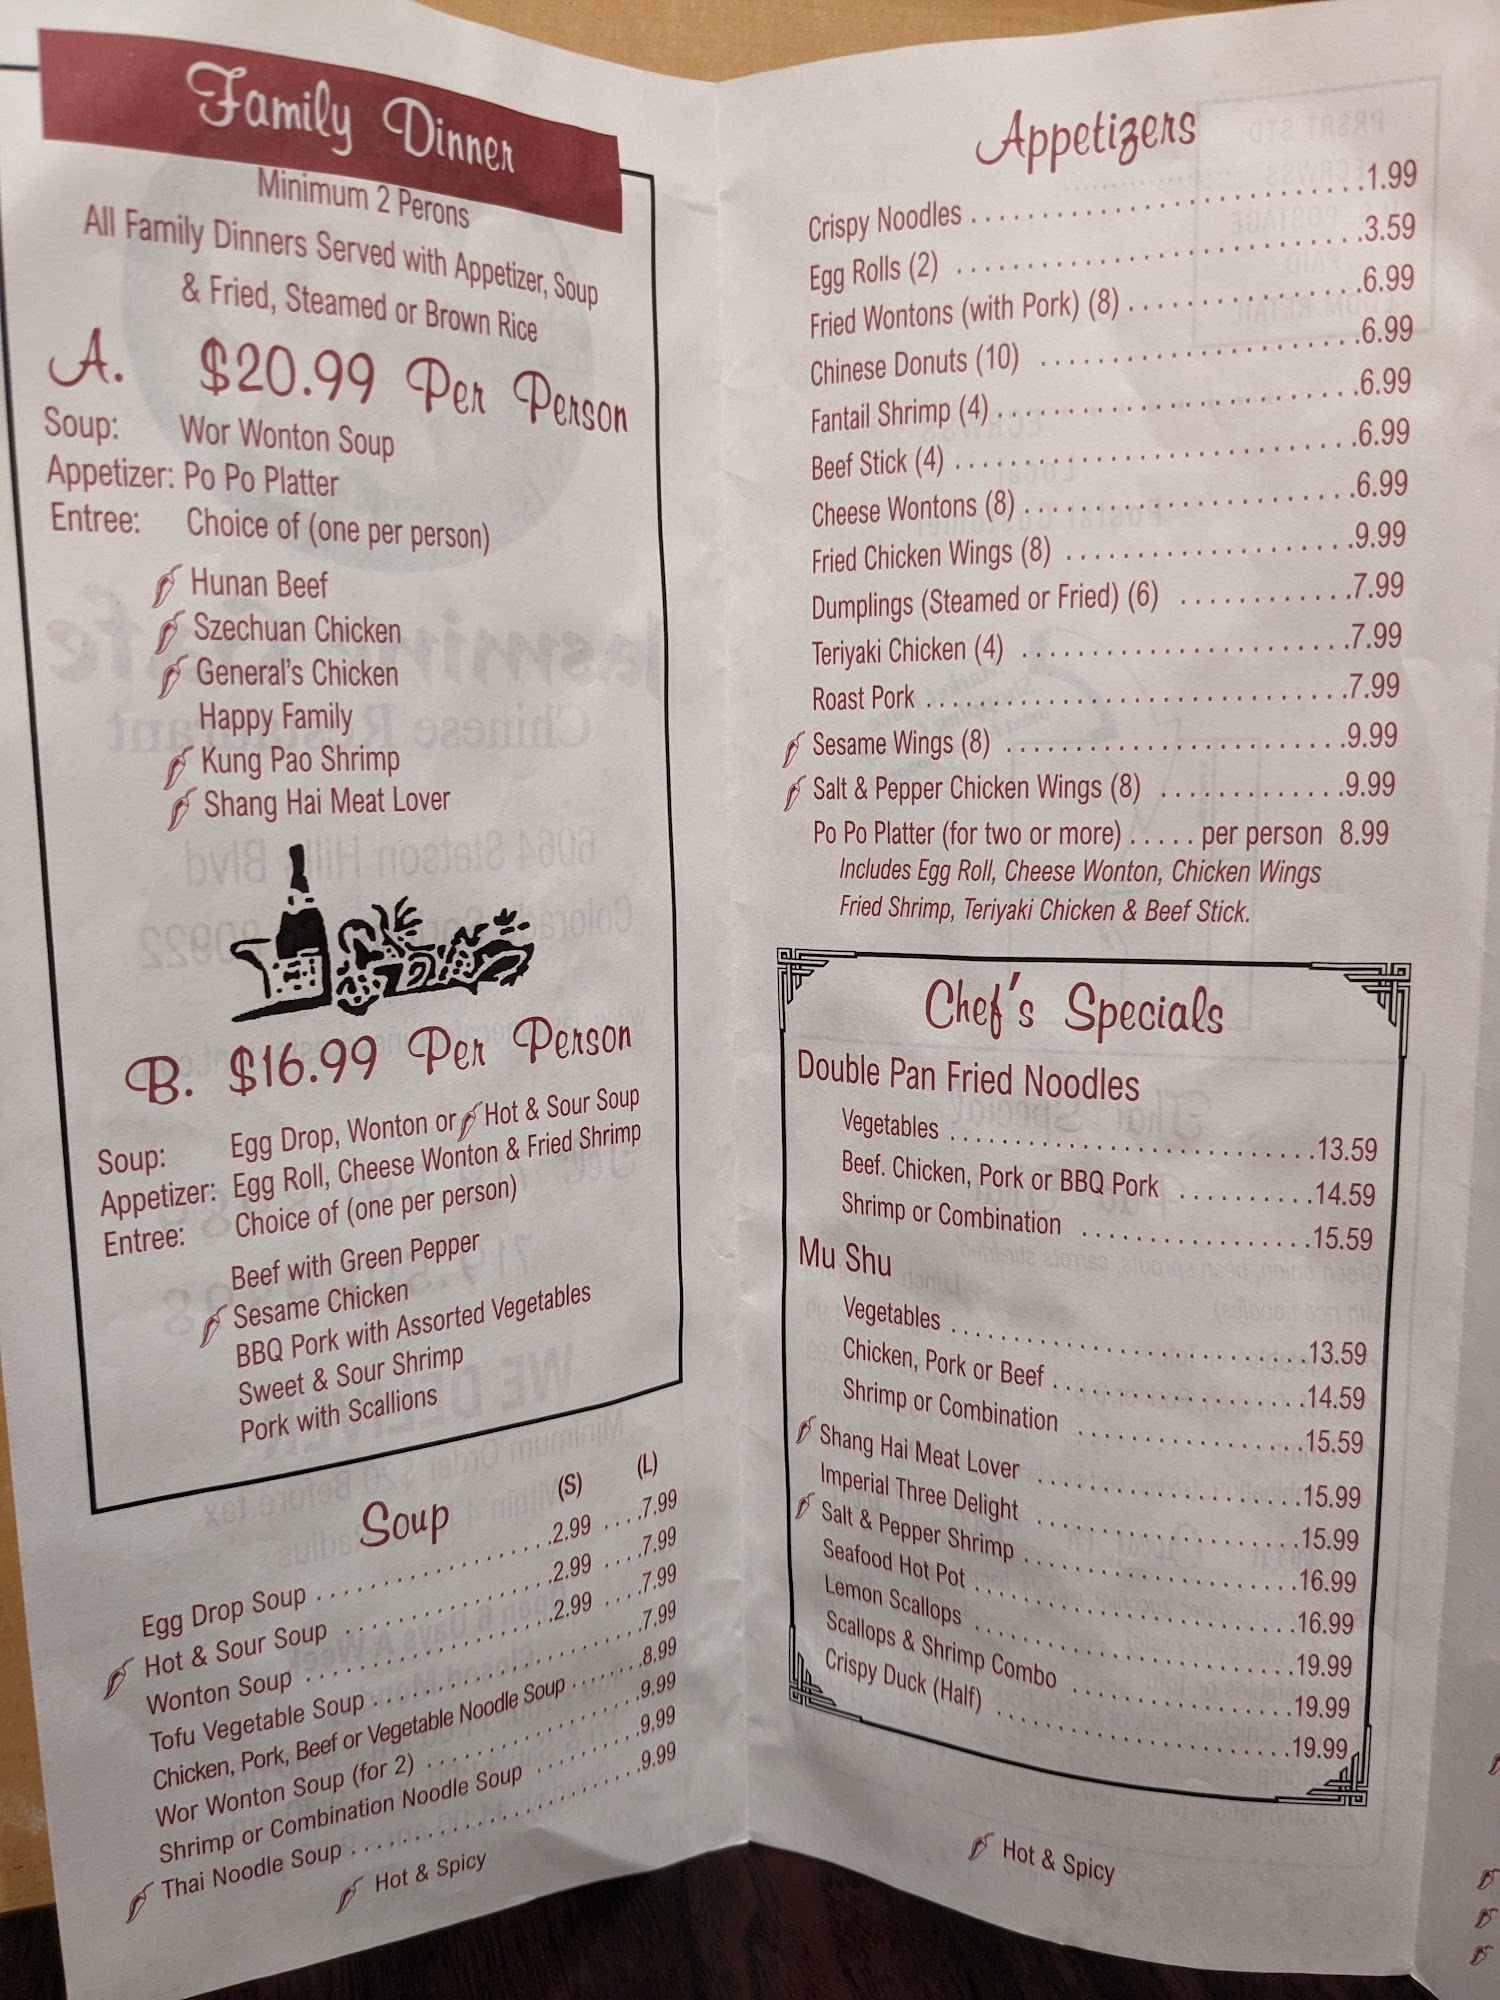 Family Dinner
Minimum 2 Perons
All Family Dinners Served with Appetizer, Soup
& Fried, Steamed or Brown Rice
A. $20.99 Per Person
Soup: Wor Wonton Soup
Appetizer: Po Po Platter
Entree: Choice of (one per person)
Hunan Beef
Szechuan Chicken
General's Chicken
Happy Family
Kung Pao Shrimp
Shang Hai Meat Lover
B. $16.99 Per Person
Soup: Egg Drop, Wonton or Hot & Sour Soup
Appetizer: Egg Roll, Cheese Wonton & Fried Shrimp
Entree: Choice of (one per person)
Beef with Green Pepper
Sesame Chicken
BBQ Pork with Assorted Vegetables
Sweet & Sour Shrimp
Pork with Scallions
Soup (S) (L)
Egg Drop Soup 2.99 7.99
Hot & Sour Soup 2.99 7.99
Wonton Soup 2.99 7.99
Tofu Vegetable Soup 7.99
Chicken, Pork, Beef or Vegetable Noodle Soup 8.99
Wor Wonton Soup (for 2) 9.99
Shrimp or Combination Noodle Soup 9.99
Thai Noodle Soup 9.99
Hot & Spicy
Appetizers
Crispy Noodles 1.99
Egg Rolls (2) 3.59
Fried Wontons (with Pork) (8) 6.99
Chinese Donuts (10) 6.99
Fantail Shrimp (4) 6.99
Beef Stick (4) 6.99
Cheese Wontons (8) 6.99
Fried Chicken Wings (8) 9.99
Dumplings (Steamed or Fried) (6) 7.99
Teriyaki Chicken (4) 7.99
Roast Pork 7.99
Sesame Wings (8) 9.99
Salt & Pepper Chicken Wings (8) 9.99
Po Po Platter (for two or more) ..... per person 8.99
Includes Egg Roll, Cheese Wonton, Chicken Wings
Fried Shrimp, Teriyaki Chicken & Beef Stick.
Chef's Specials
Double Pan Fried Noodles
Vegetables 13.59
Beef. Chicken, Pork or BBQ Pork 14.59
Shrimp or Combination 15.59
Mu Shu
Vegetables 13.59
Chicken, Pork or Beef 14.59
Shrimp or Combination 15.59
Shang Hai Meat Lover 15.99
Imperial Three Delight 15.99
Salt & Pepper Shrimp 16.99
Seafood Hot Pot 16.99
Lemon Scallops 19.99
Scallops & Shrimp Combo 19.99
Crispy Duck (Half) 19.99
Hot & Spicy